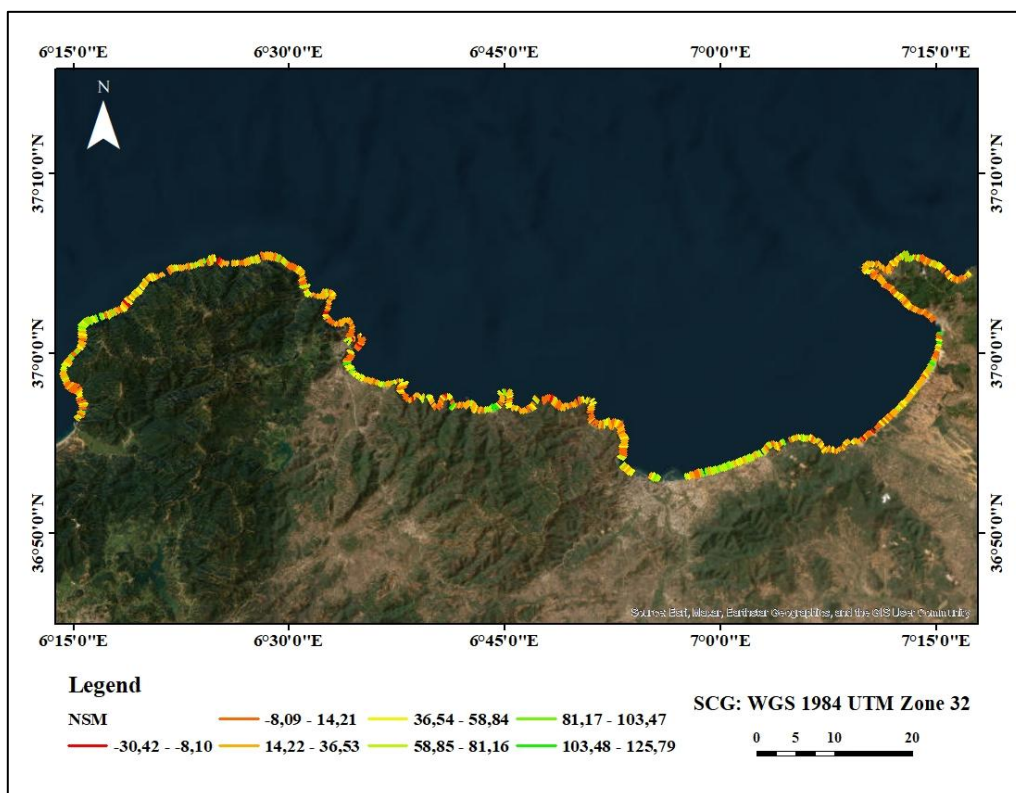 6°15'0"E 6°30'0"E 6°45'0"E 7°0'0"E 7°15'0"E
N
37°10'0"N 37°10'0"N
37°0'0"N 37°0'0"N
36°50'0"N 36°50'0"N
Source: Esri, Maxar, Earthstar Geographics, and the GIS User Community
6°15'0"E 6°30'0"E 6°45'0"E 7°0'0"E 7°15'0"E
Legend
NSM -8,09 - 14,21 36,54 - 58,84 81,17 - 103,47
-30,42 - -8,10 14,22 - 36,53 58,85 - 81,16 103,48 - 125,79
SCG: WGS 1984 UTM Zone 32
0 5 10 20